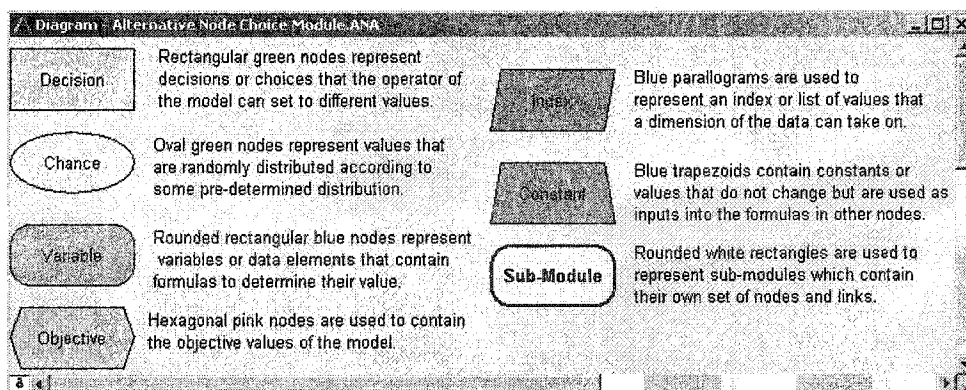 Diagram - Alternative Node Choice Module.ANA
Decision
Rectangular green nodes represent
decisions or choices that the operator of
the model can set to different values.
Chance
Oval green nodes represent values that
are randomly distributed according to
some pre-determined distribution.
Variable
Rounded rectangular blue nodes represent
variables or data elements that contain
formulas to determine their value.
Objective
Hexagonal pink nodes are used to contain
the objective values of the model.
Index
Blue parallograms are used to
represent an index or list of values that
a dimension of the data can take on.
Constant
Blue trapezoids contain constants or
values that do not change but are used as
inputs into the formulas in other nodes.
Sub-Module
Rounded white rectangles are used to
represent sub-modules which contain
their own set of nodes and links.